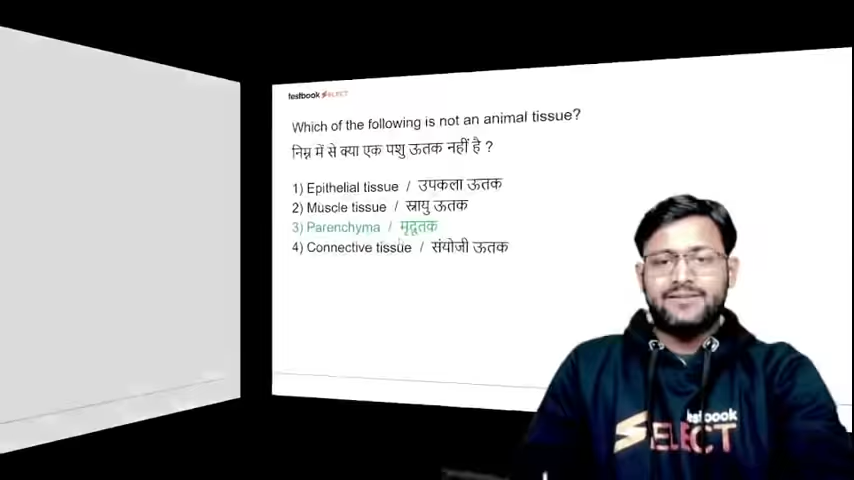 testbook SELECT
Which of the following is not an animal tissue?
निम्न में से क्या एक पशु ऊतक नहीं है ?
1) Epithelial tissue / उपकला ऊतक
2) Muscle tissue / स्नायु ऊतक
3) Parenchyma / मृदूतक
4) Connective tissue / संयोजी ऊतक
testbook
SELECT